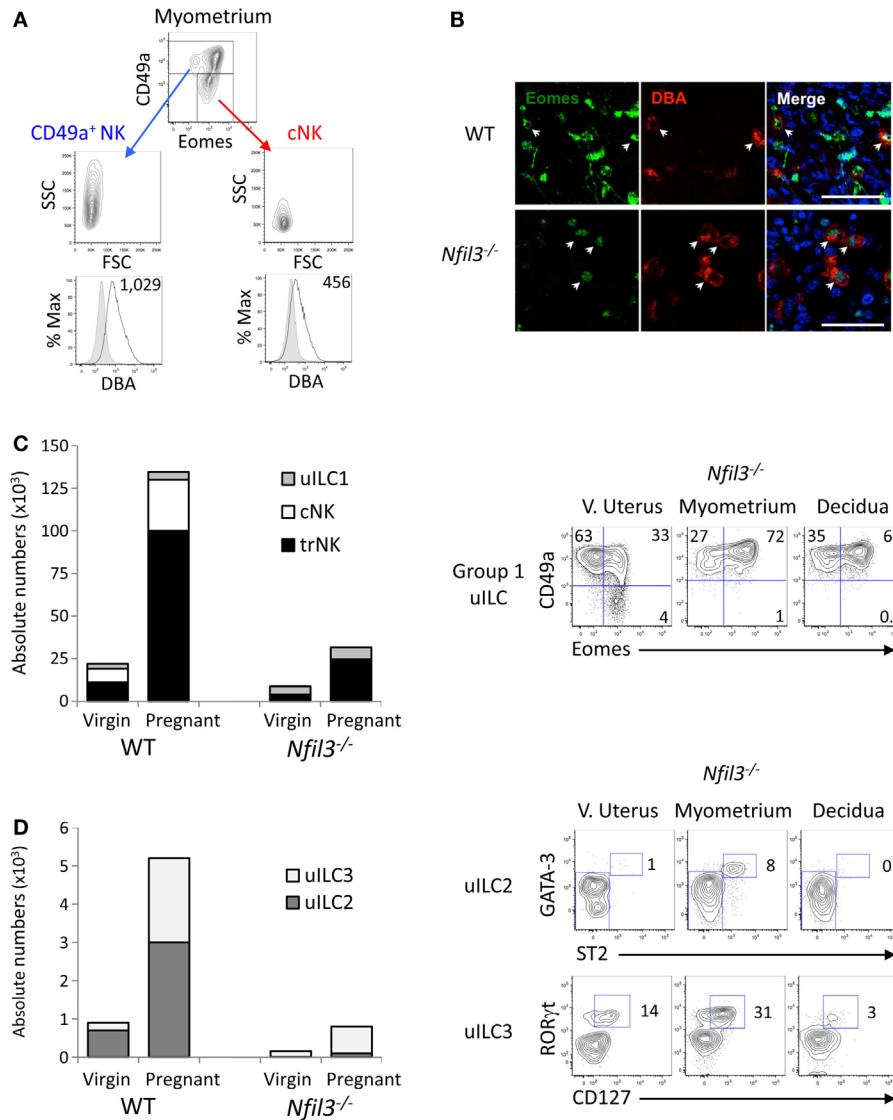 A
Myometrium
CD49a
Eomes
CD49a+ NK
cNK
SSC
FSC
SSC
FSC
1,029
% Max
DBA
456
% Max
DBA
B
Eomes
DBA
Merge
WT
Nfil3-/-
C
Absolute numbers (x10³)
150
125
100
75
50
25
0
uILC1
cNK
trNK
Virgin Pregnant Virgin Pregnant
WT Nfil3-/-
Nfil3-/-
V. Uterus Myometrium Decidua
Group 1
uILC
CD49a
63 33 27 72 35 6
4 1 0.
Eomes
D
Absolute numbers (x10³)
6
5
4
3
2
1
0
uILC3
uILC2
Virgin Pregnant Virgin Pregnant
WT Nfil3-/-
Nfil3-/-
V. Uterus Myometrium Decidua
uILC2
GATA-3
1 8 0
ST2
uILC3
RORγt
14 31 3
CD127